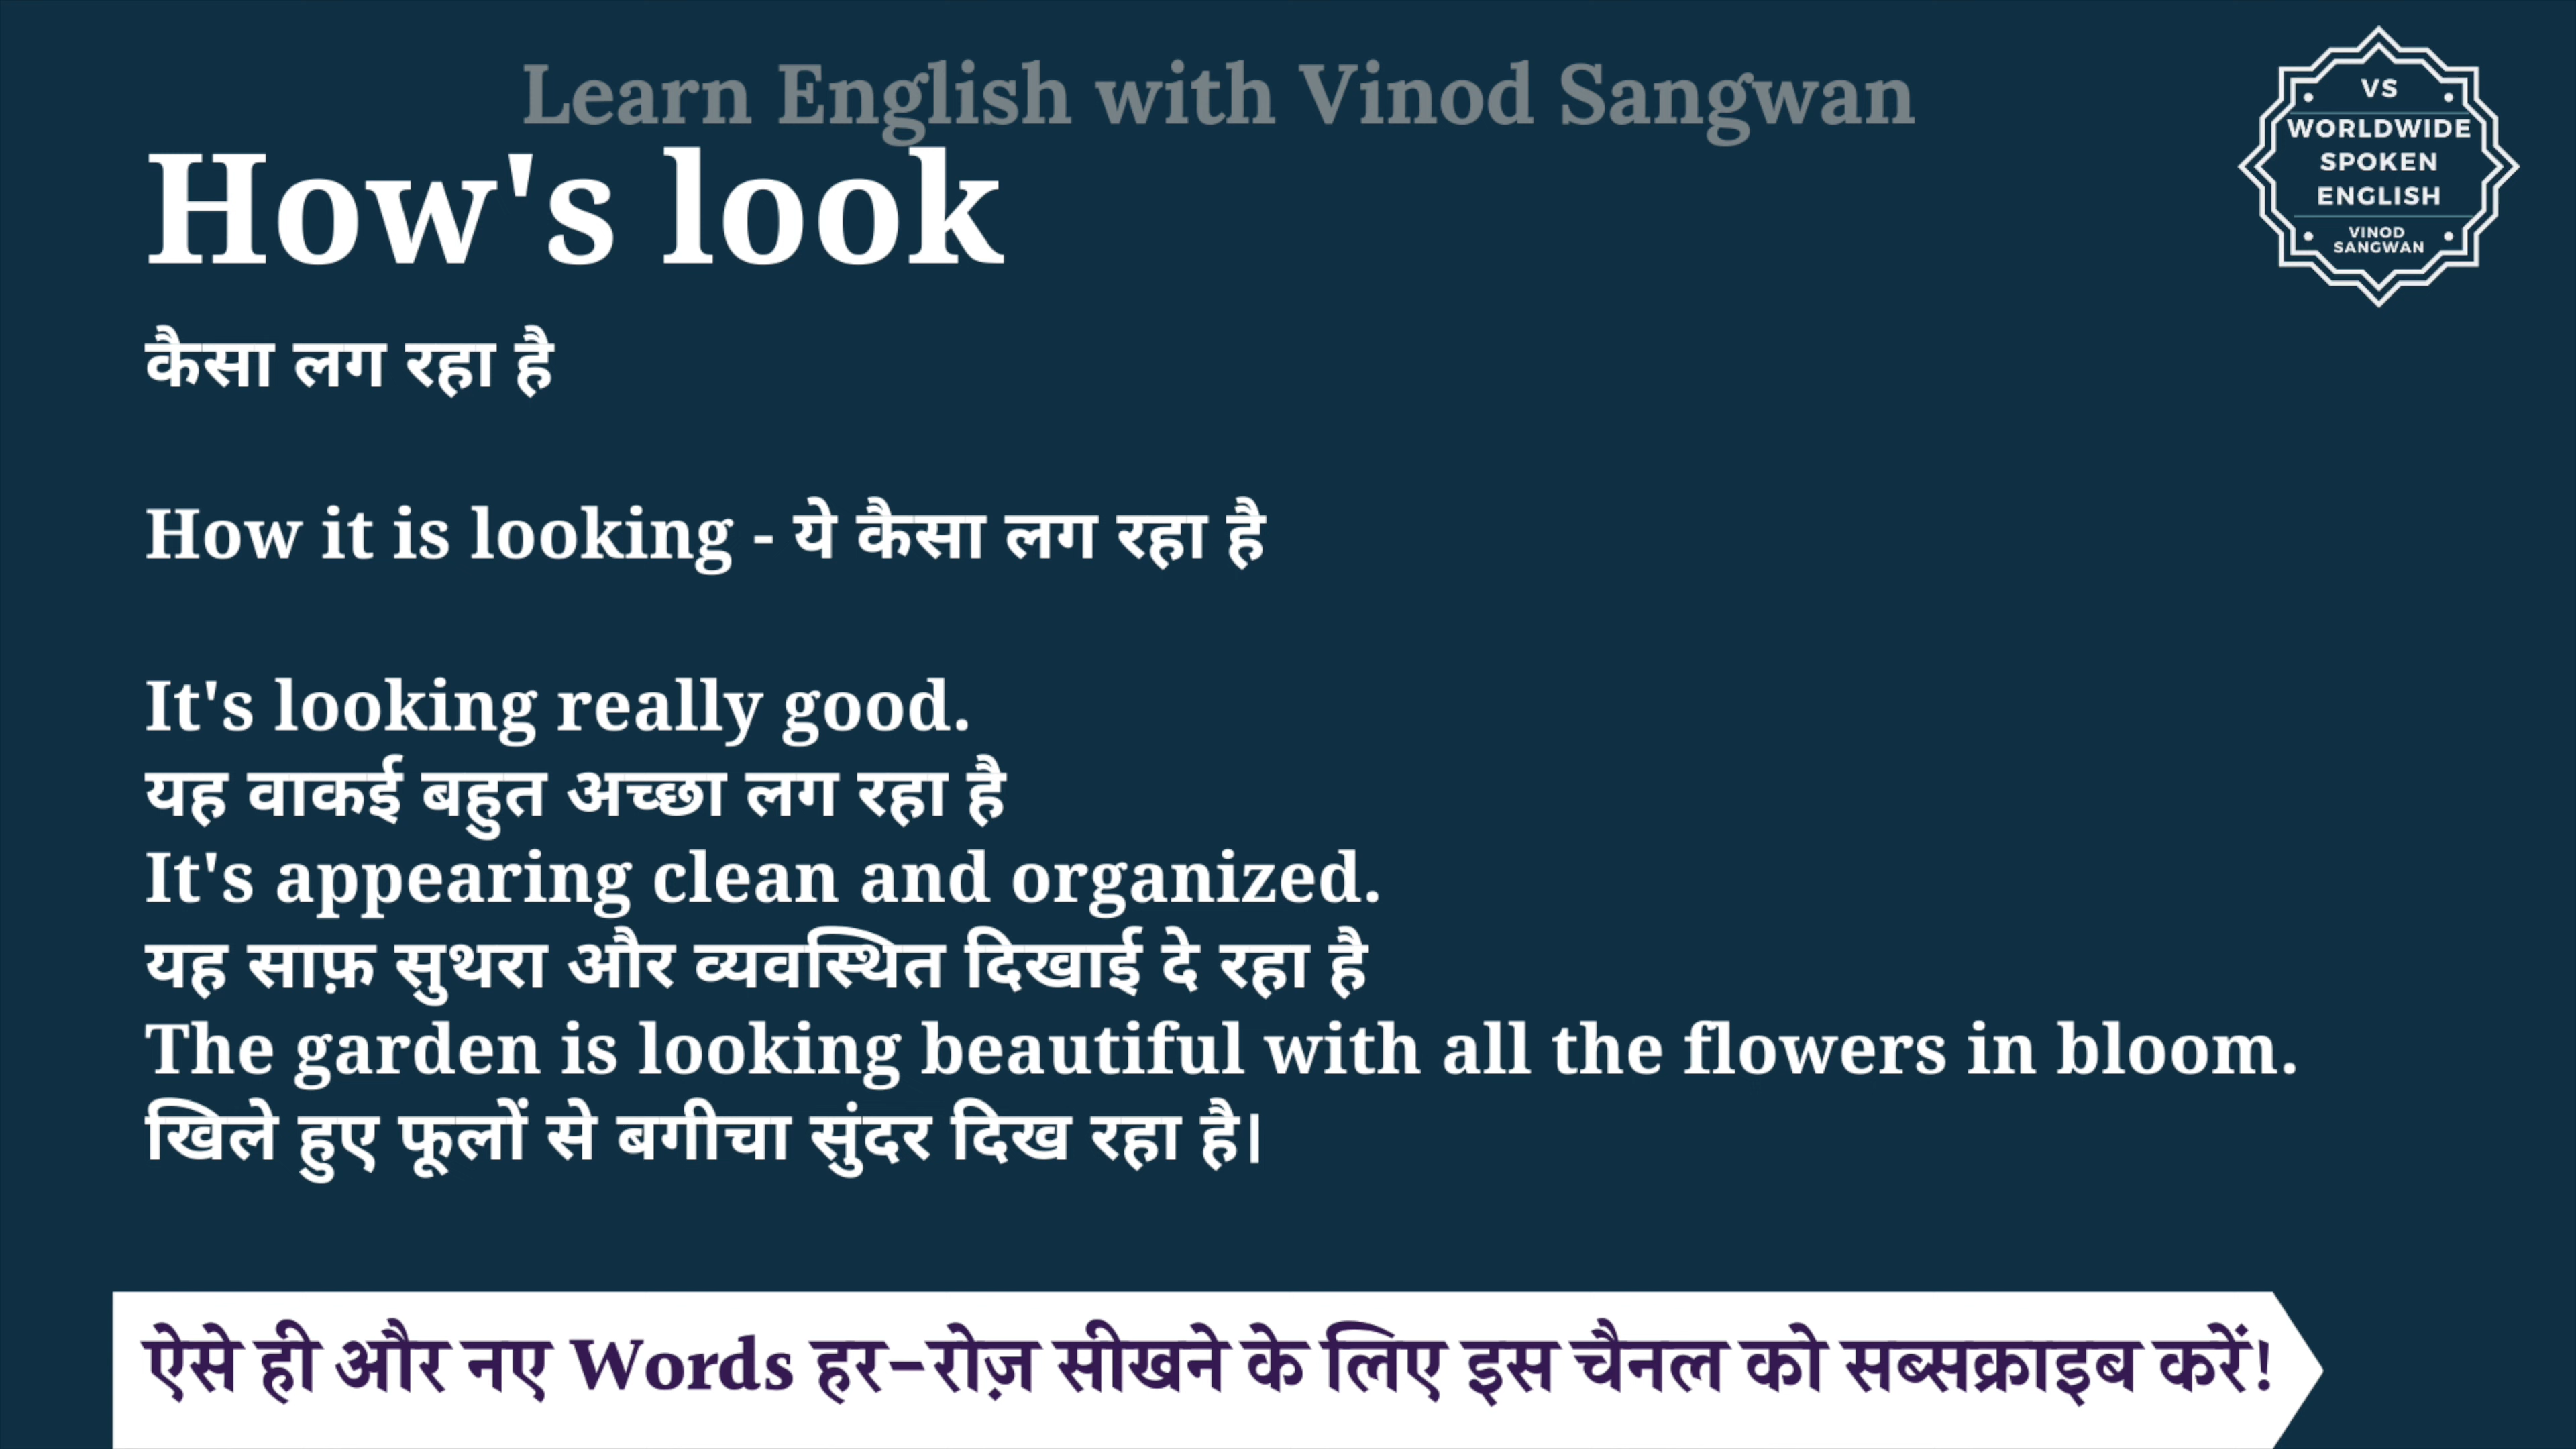 Learn English with Vinod Sangwan
VS
WORLDWIDE
SPOKEN
ENGLISH
VINOD
SANGWAN
How's look
कैसा लग रहा है
How it is looking - ये कैसा लग रहा है
It's looking really good.
यह वाकई बहुत अच्छा लग रहा है
It's appearing clean and organized.
यह साफ़ सुथरा और व्यवस्थित दिखाई दे रहा है
The garden is looking beautiful with all the flowers in bloom.
खिले हुए फूलों से बगीचा सुंदर दिख रहा है।
ऐसे ही और नए Words हर-रोज़ सीखने के लिए इस चैनल को सब्सक्राइब करें!